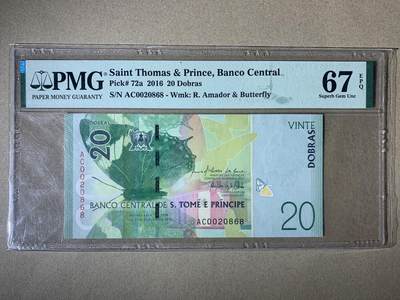 PMG
PAPER MONEY GUARANTY
Saint Thomas & Prince, Banco Central
Pick# 72a 2016 20 Dobras
S/N AC0020868 - Wmk: R. Amador & Butterfly
67 EPQ
Superb Gem Unc
20
DOBRAS
AC0020868
VINTE
DOBRAS
BANCO CENTRAL DE S. TOMÉ E PRÍNCIPE
AC0020868
20